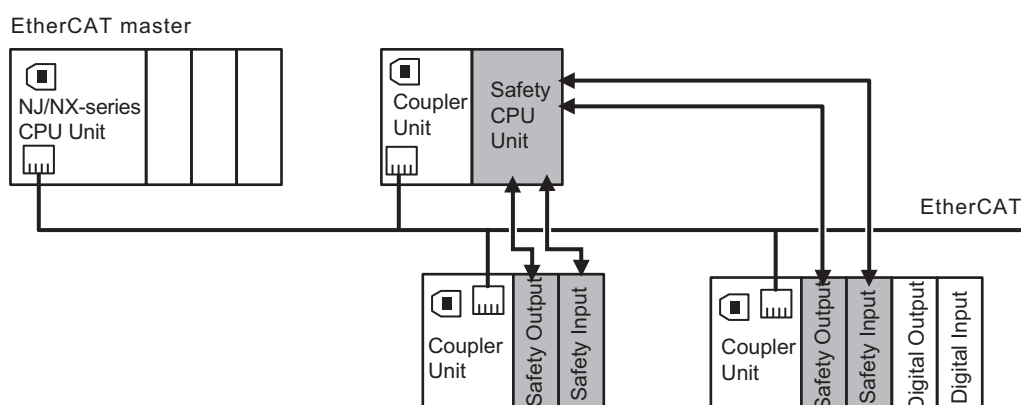 EtherCAT master
NJ/NX-series
CPU Unit
Coupler
Unit
Safety
CPU
Unit
EtherCAT
Coupler
Unit
Safety Output
Safety Input
Coupler
Unit
Safety Output
Safety Input
Digital Output
Digital Input